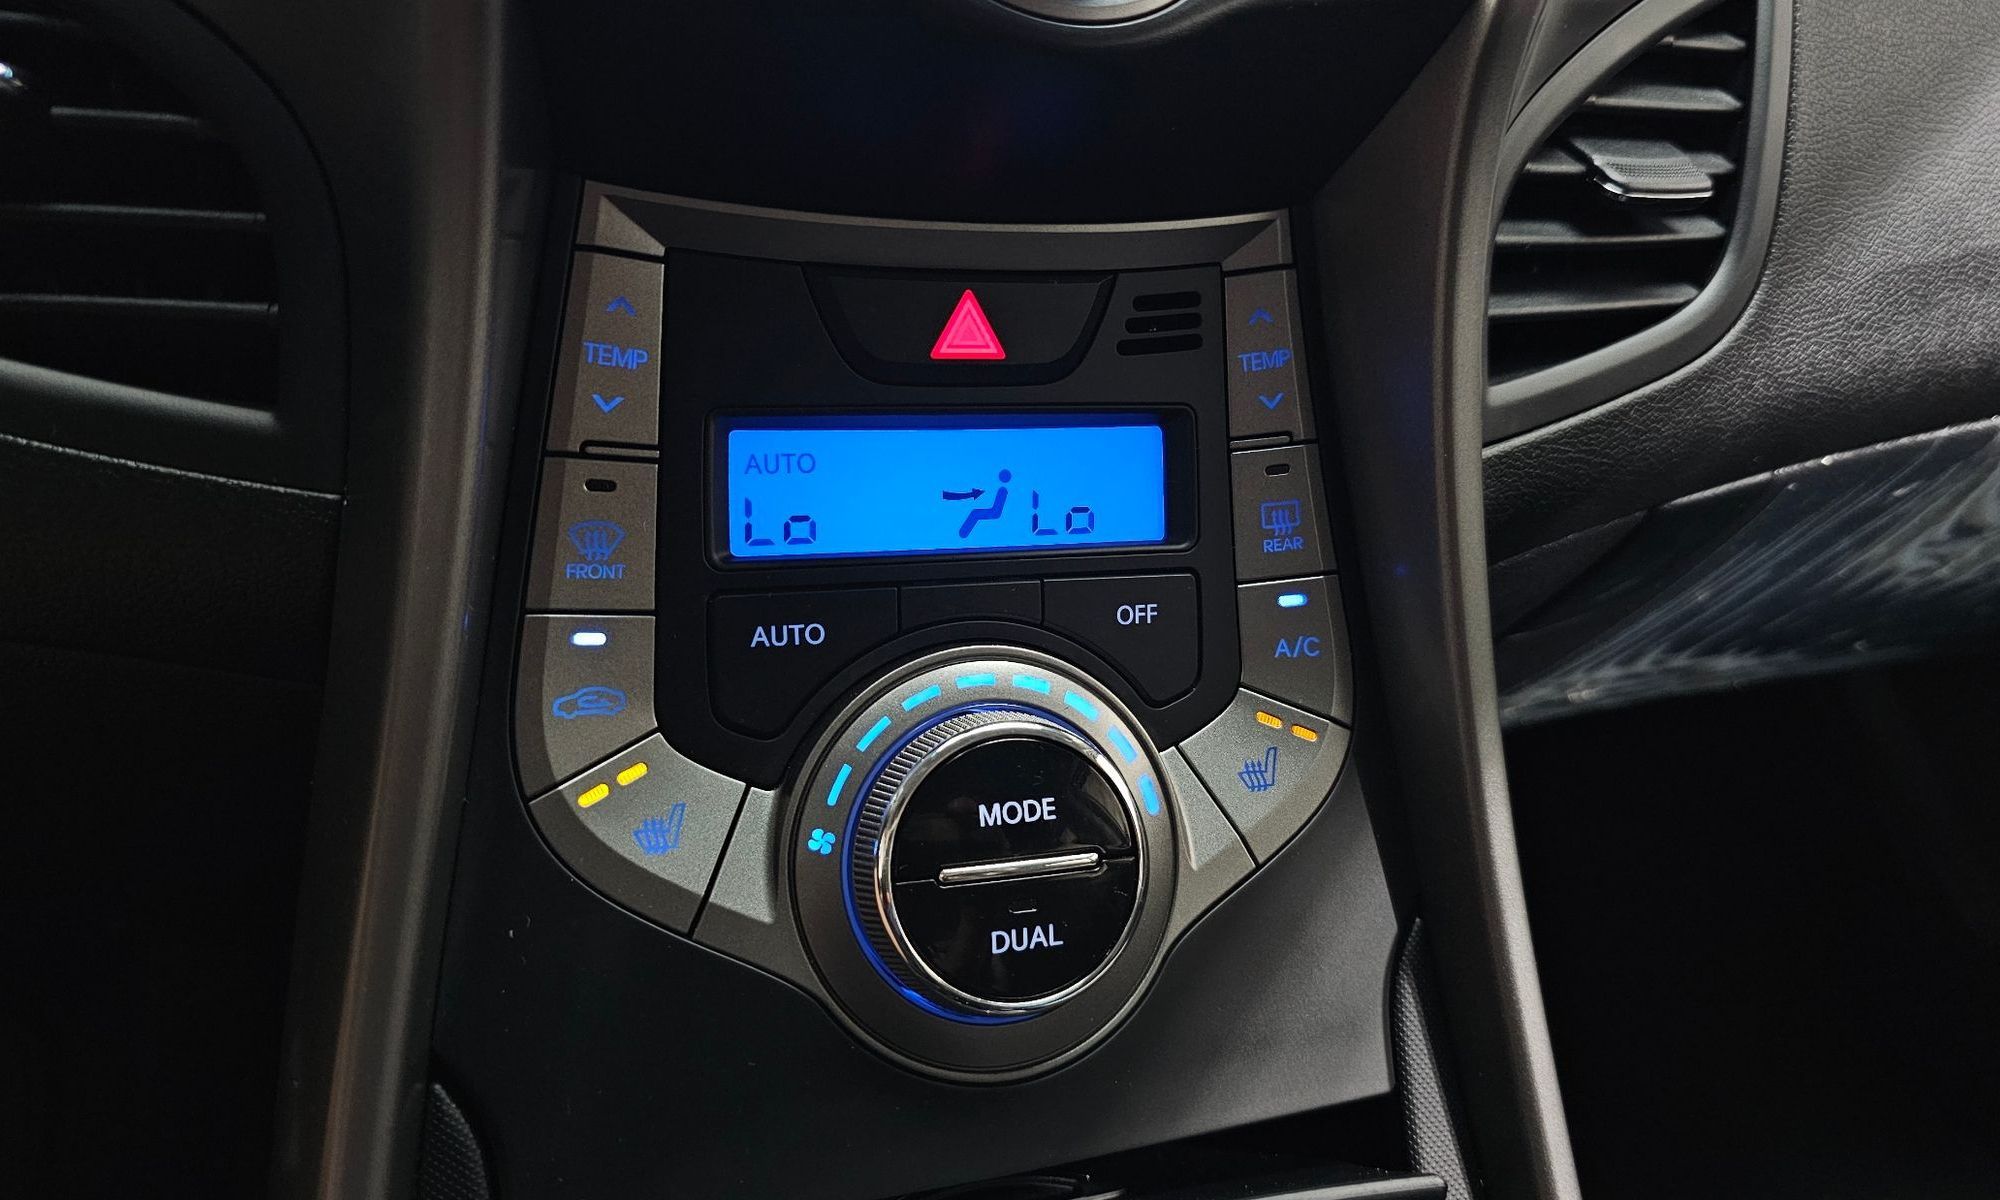 TEMP
TEMP
AUTO
Lo
Lo
FRONT
REAR
AUTO
OFF
A/C
MODE
DUAL